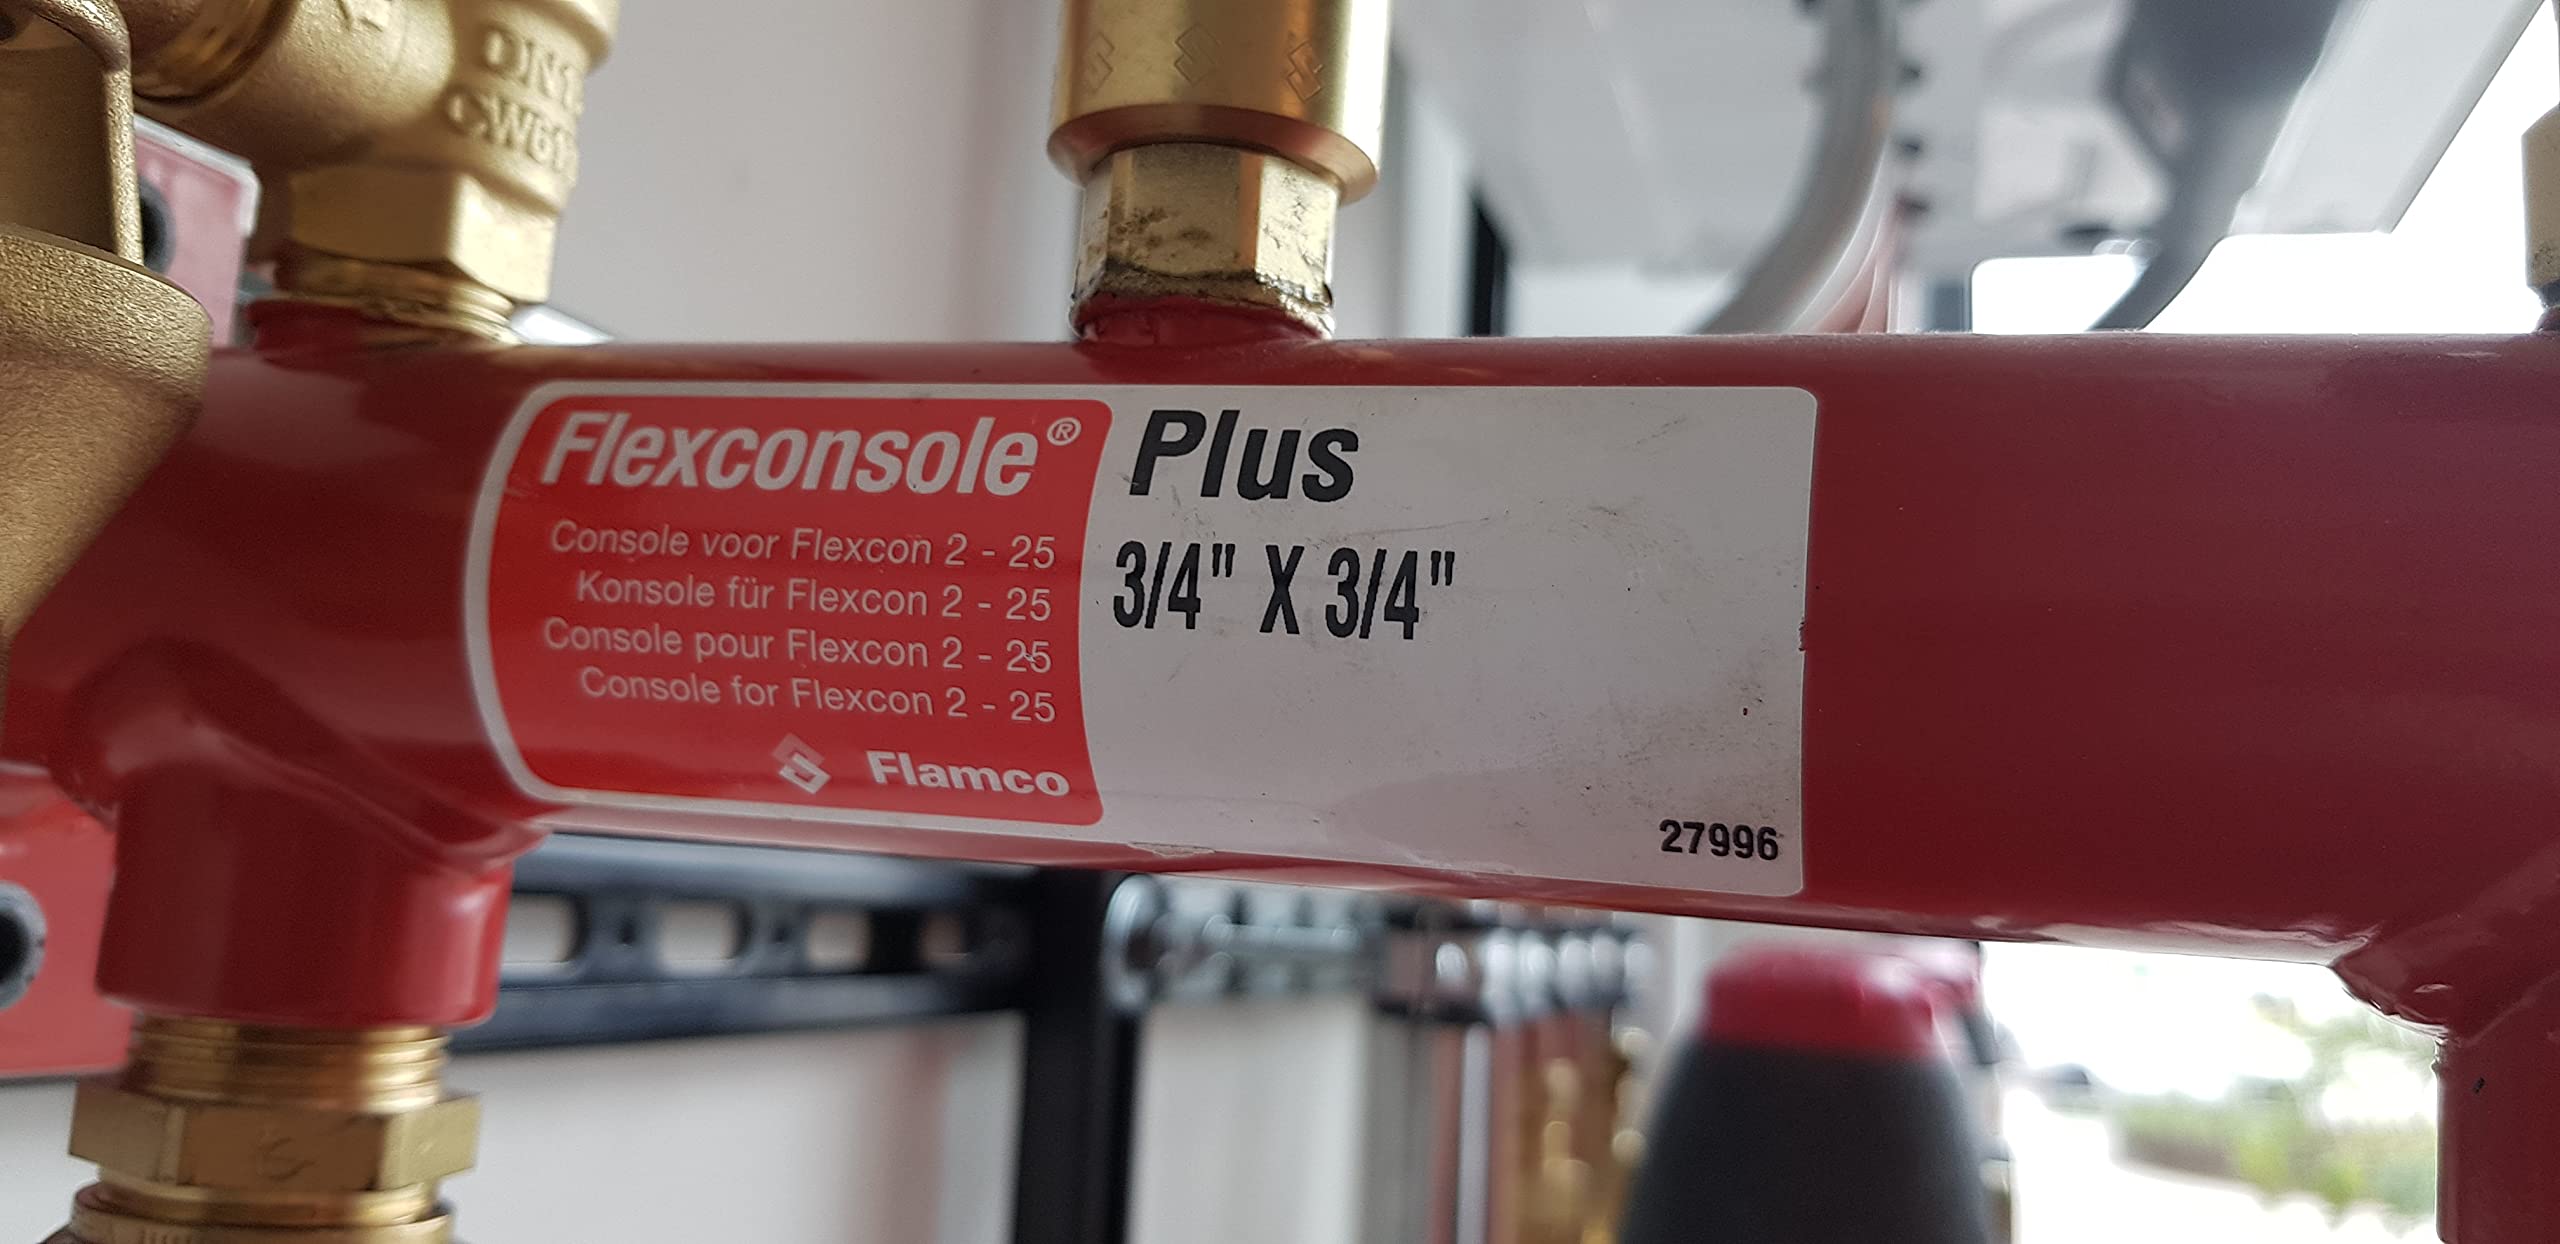 Flexconsole® Plus
Console voor Flexcon 2 - 25
Konsole für Flexcon 2 - 25
Console pour Flexcon 2 - 25
Console for Flexcon 2 - 25
Flamco
3/4" X 3/4"
27996